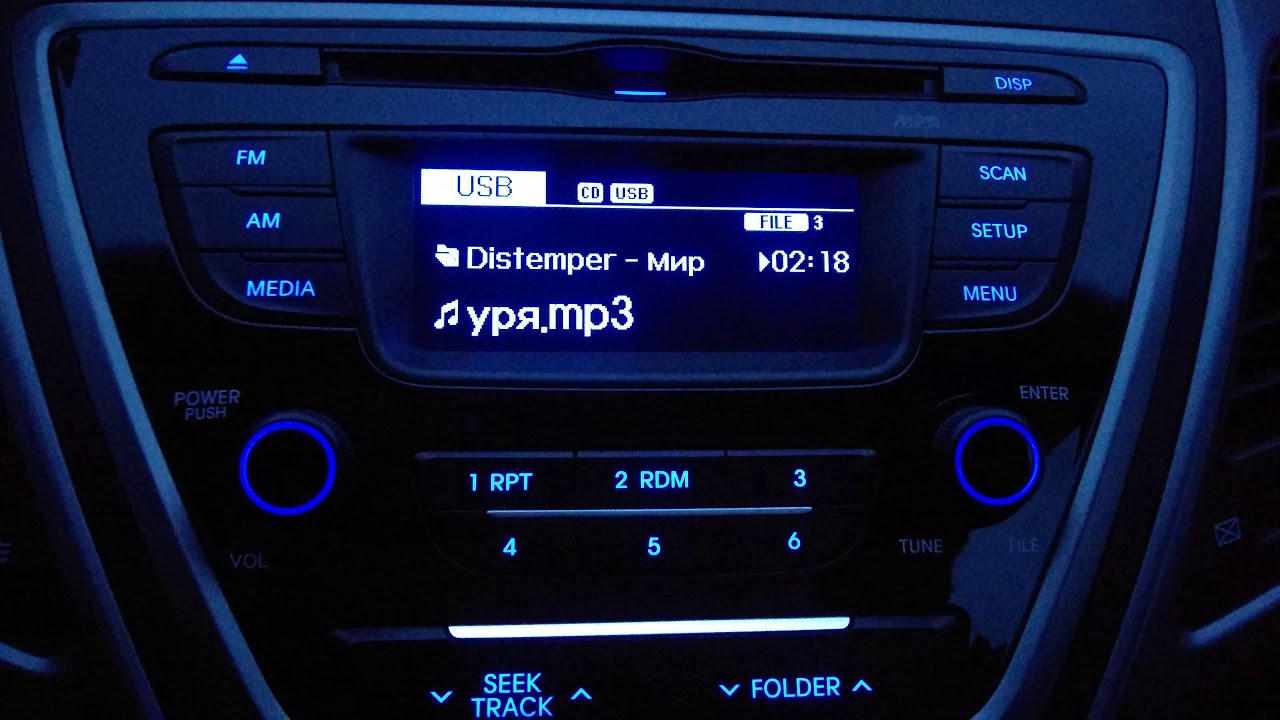 DISP
FM
AM
MEDIA
USB CD USB
FILE 3
Distemper - мир 02:18
уря.mp3
SCAN
SETUP
MENU
POWER
PUSH
VOL
ENTER
1 RPT 2 RDM 3
4 5 6
TUNE FILE
SEEK
TRACK
FOLDER